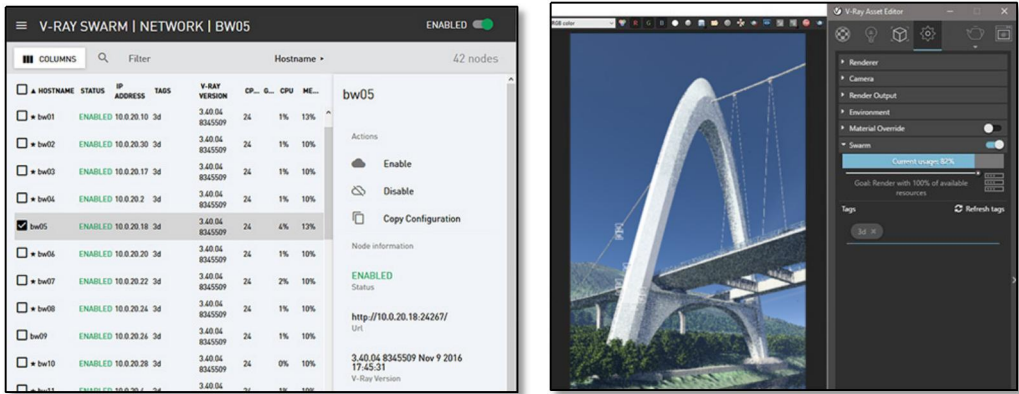 V-RAY SWARM | NETWORK | BW05
ENABLED
COLUMNS
Filter
Hostname
42 nodes
HOSTNAME STATUS IP ADDRESS TAGS V-RAY VERSION CP... G... CPU ME...
★ bw01 ENABLED 10.0.20.10 3d 3.40.04 8345509 24 1% 13%
★ bw02 ENABLED 10.0.20.30 3d 3.40.04 8345509 24 1% 10%
★ bw03 ENABLED 10.0.20.17 3d 3.40.04 8345509 24 1% 10%
★ bw04 ENABLED 10.0.20.2 3d 3.40.04 8345509 24 1% 10%
bw05 ENABLED 10.0.20.18 3d 3.40.04 8345509 24 4% 13%
★ bw06 ENABLED 10.0.20.20 3d 3.40.04 8345509 24 1% 10%
★ bw07 ENABLED 10.0.20.22 3d 3.40.04 8345509 24 2% 10%
★ bw08 ENABLED 10.0.20.24 3d 3.40.04 8345509 24 1% 10%
bw09 ENABLED 10.0.20.26 3d 3.40.04 8345509 24 1% 10%
★ bw10 ENABLED 10.0.20.28 3d 3.40.04 8345509 24 0% 10%
3.40.04
bw05
Actions
Enable
Disable
Copy Configuration
Node information
ENABLED
Status
http://10.0.20.18:24267/
Url
3.40.04 8345509 Nov 9 2016
17:45:31
V-Ray Version
RGB color
R G B
V-Ray Asset Editor
Renderer
Camera
Render Output
Environment
Material Override
Swarm
Current usage: 82%
Goal: Render with 100% of available
resources
Tags
Refresh tags
3d ×